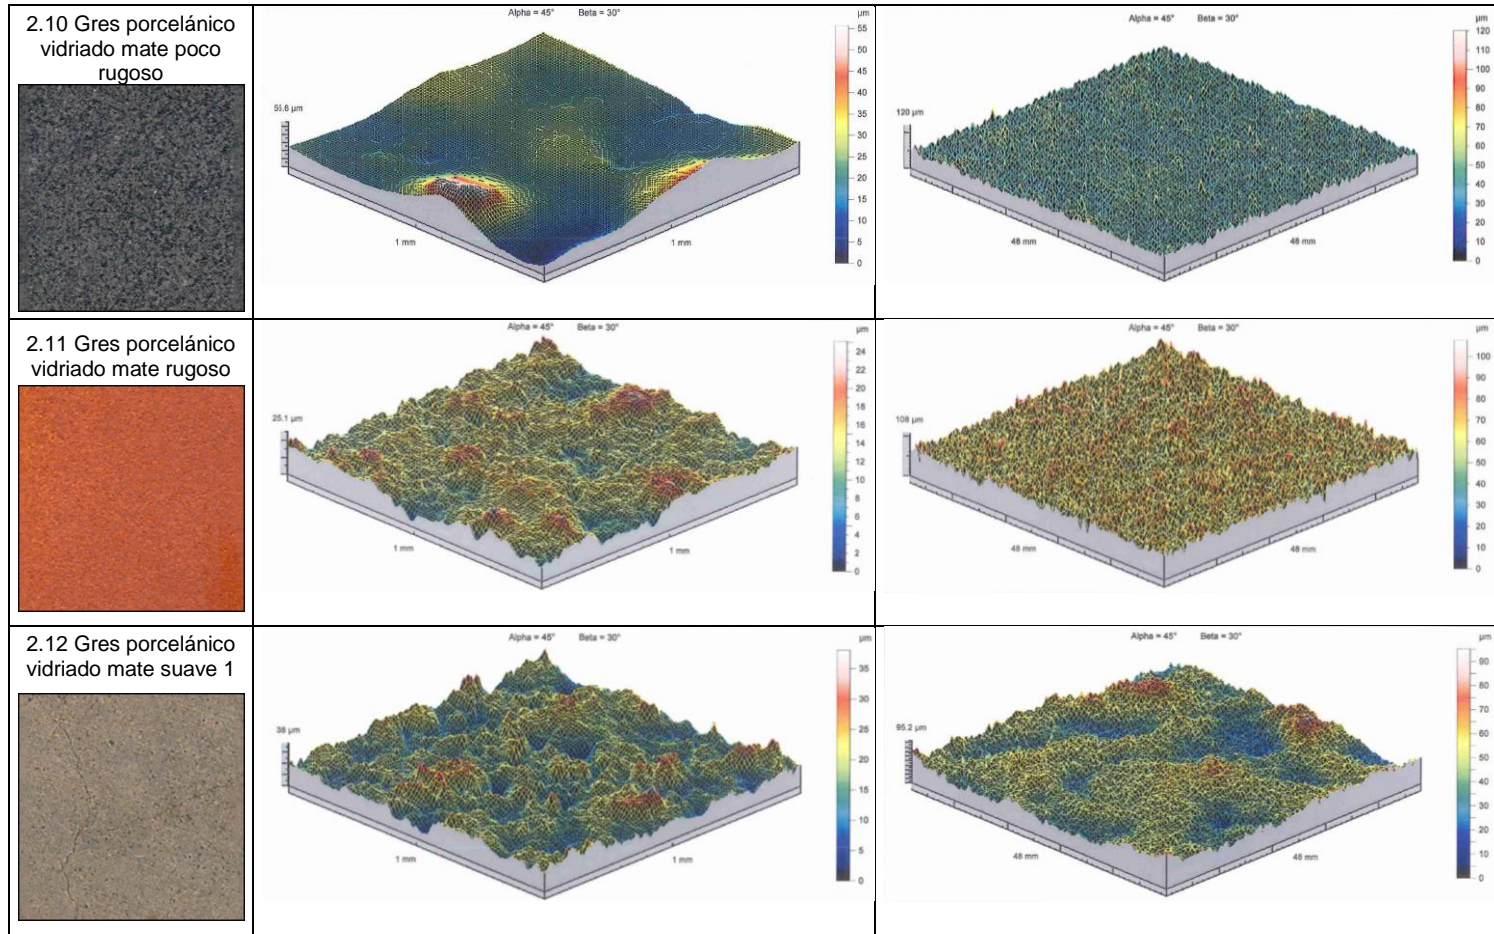 2.10 Gres porcelánico
vidriado mate poco
rugoso
Alpha = 45° Beta = 30°
µm
55
50
45
40
35
30
25
20
15
10
5
0
1 mm
1 mm
Alpha = 45° Beta = 30°
µm
120
110
100
90
80
70
60
50
40
30
20
10
0
120 µm
48 mm
48 mm
2.11 Gres porcelánico
vidriado mate rugoso
Alpha = 45° Beta = 30°
µm
24
22
20
18
16
14
12
10
8
6
4
2
0
25.1 µm
1 mm
1 mm
Alpha = 45° Beta = 30°
µm
100
90
80
70
60
50
40
30
20
10
0
108 µm
48 mm
48 mm
2.12 Gres porcelánico
vidriado mate suave 1
Alpha = 45° Beta = 30°
µm
35
30
25
20
15
10
5
0
38 µm
1 mm
1 mm
Alpha = 45° Beta = 30°
µm
90
80
70
60
50
40
30
20
10
0
95.2 µm
48 mm
48 mm